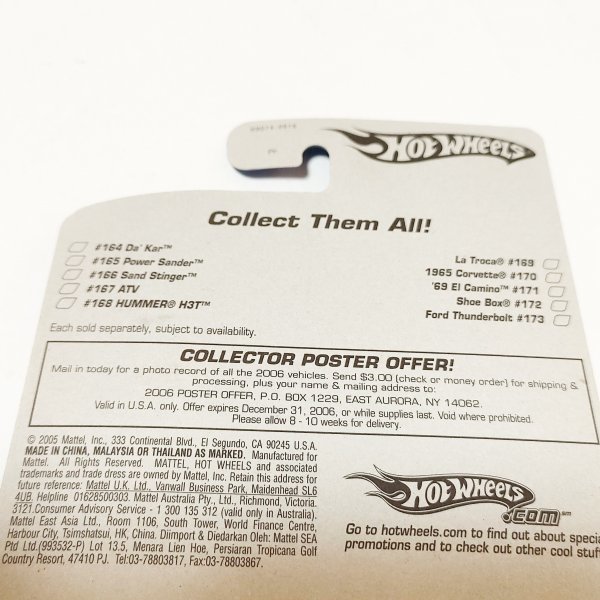 HOT WHEELS
Collect Them All!
#164 Da' Kar™
#165 Power Sander™
#166 Sand Stinger™
#167 ATV
#168 HUMMER® H3T™
La Troca® #169
1965 Corvette® #170
'69 El Camino™ #171
Shoe Box® #172
Ford Thunderbolt #173
Each sold separately, subject to availability.
COLLECTOR POSTER OFFER!
Mail in today for a photo record of all the 2006 vehicles. Send $3.00 (check or money order) for shipping &
processing, plus your name & mailing address to:
2006 POSTER OFFER, P.O. BOX 1229, EAST AURORA, NY 14052.
Valid in U.S.A. only. Offer expires December 31, 2006, or while supplies last. Void where prohibited.
Please allow 8 - 10 weeks for delivery.
© 2005 Mattel, Inc., 333 Continental Blvd., El Segundo, CA 90245 U.S.A.
MADE IN CHINA, MALAYSIA OR THAILAND AS MARKED. Manufactured for
Mattel. All Rights Reserved. MATTEL, HOT WHEELS and associated
trademarks and trade dress are owned by Mattel, Inc. Retain this address for
future reference: Mattel U.K. Ltd., Vanwall Business Park, Maidenhead SL6
4UB. Helpline 01628500303. Mattel Australia Pty., Ltd., Richmond, Victoria.
3121.Consumer Advisory Service - 1 300 135 312 (valid only in Australia).
Mattel East Asia Ltd., Room 1106, South Tower, World Finance Centre,
Harbour City, Tsimshatsui, HK, China. Diimport & Diedarkan Oleh: Mattel SEA
Ptd Ltd.(993532-P) Lot 13.5, Menara Lien Hoe, Persiaran Tropicana Golf
Country Resort, 47410 PJ. Tel:03-78803817, Fax:03-78803867.
HOT WHEELS
.com℠
Go to hotwheels.com to find out about specia
promotions and to check out other cool stuff